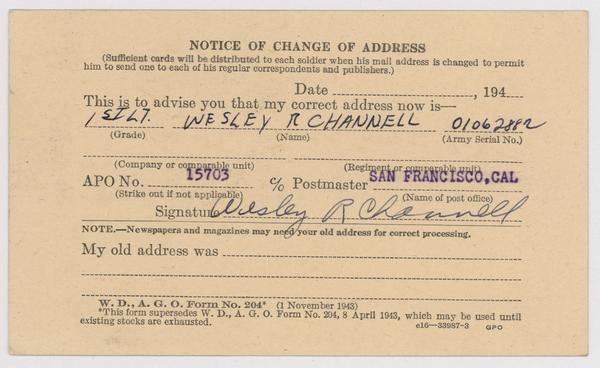 NOTICE OF CHANGE OF ADDRESS
(Sufficient cards will be distributed to each soldier when his mail address is changed to permit
him to send one to each of his regular correspondents and publishers.)
Date , 194
This is to advise you that my correct address now is—
1ST LT. WESLEY R CHANNELL 01062882
(Grade) (Name) (Army Serial No.)
(Company or comparable unit) (Regiment or comparable unit)
APO No. 15703 c/o Postmaster SAN FRANCISCO, CAL
(Strike out if not applicable) (Name of post office)
Signature Wesley R Channell
NOTE.—Newspapers and magazines may need your old address for correct processing.
My old address was
W. D., A. G. O. Form No. 204* (1 November 1943)
*This form supersedes W. D., A. G. O. Form No. 204, 8 April 1943, which may be used until
existing stocks are exhausted. c16—33987-3 GPO